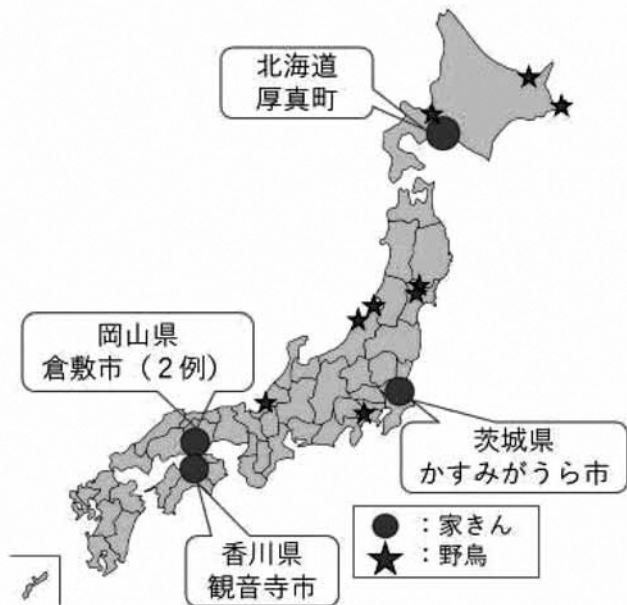 北海道
厚真町
岡山県
倉敷市（２例）
茨城県
かすみがうら市
香川県
観音寺市
：家きん
：野鳥